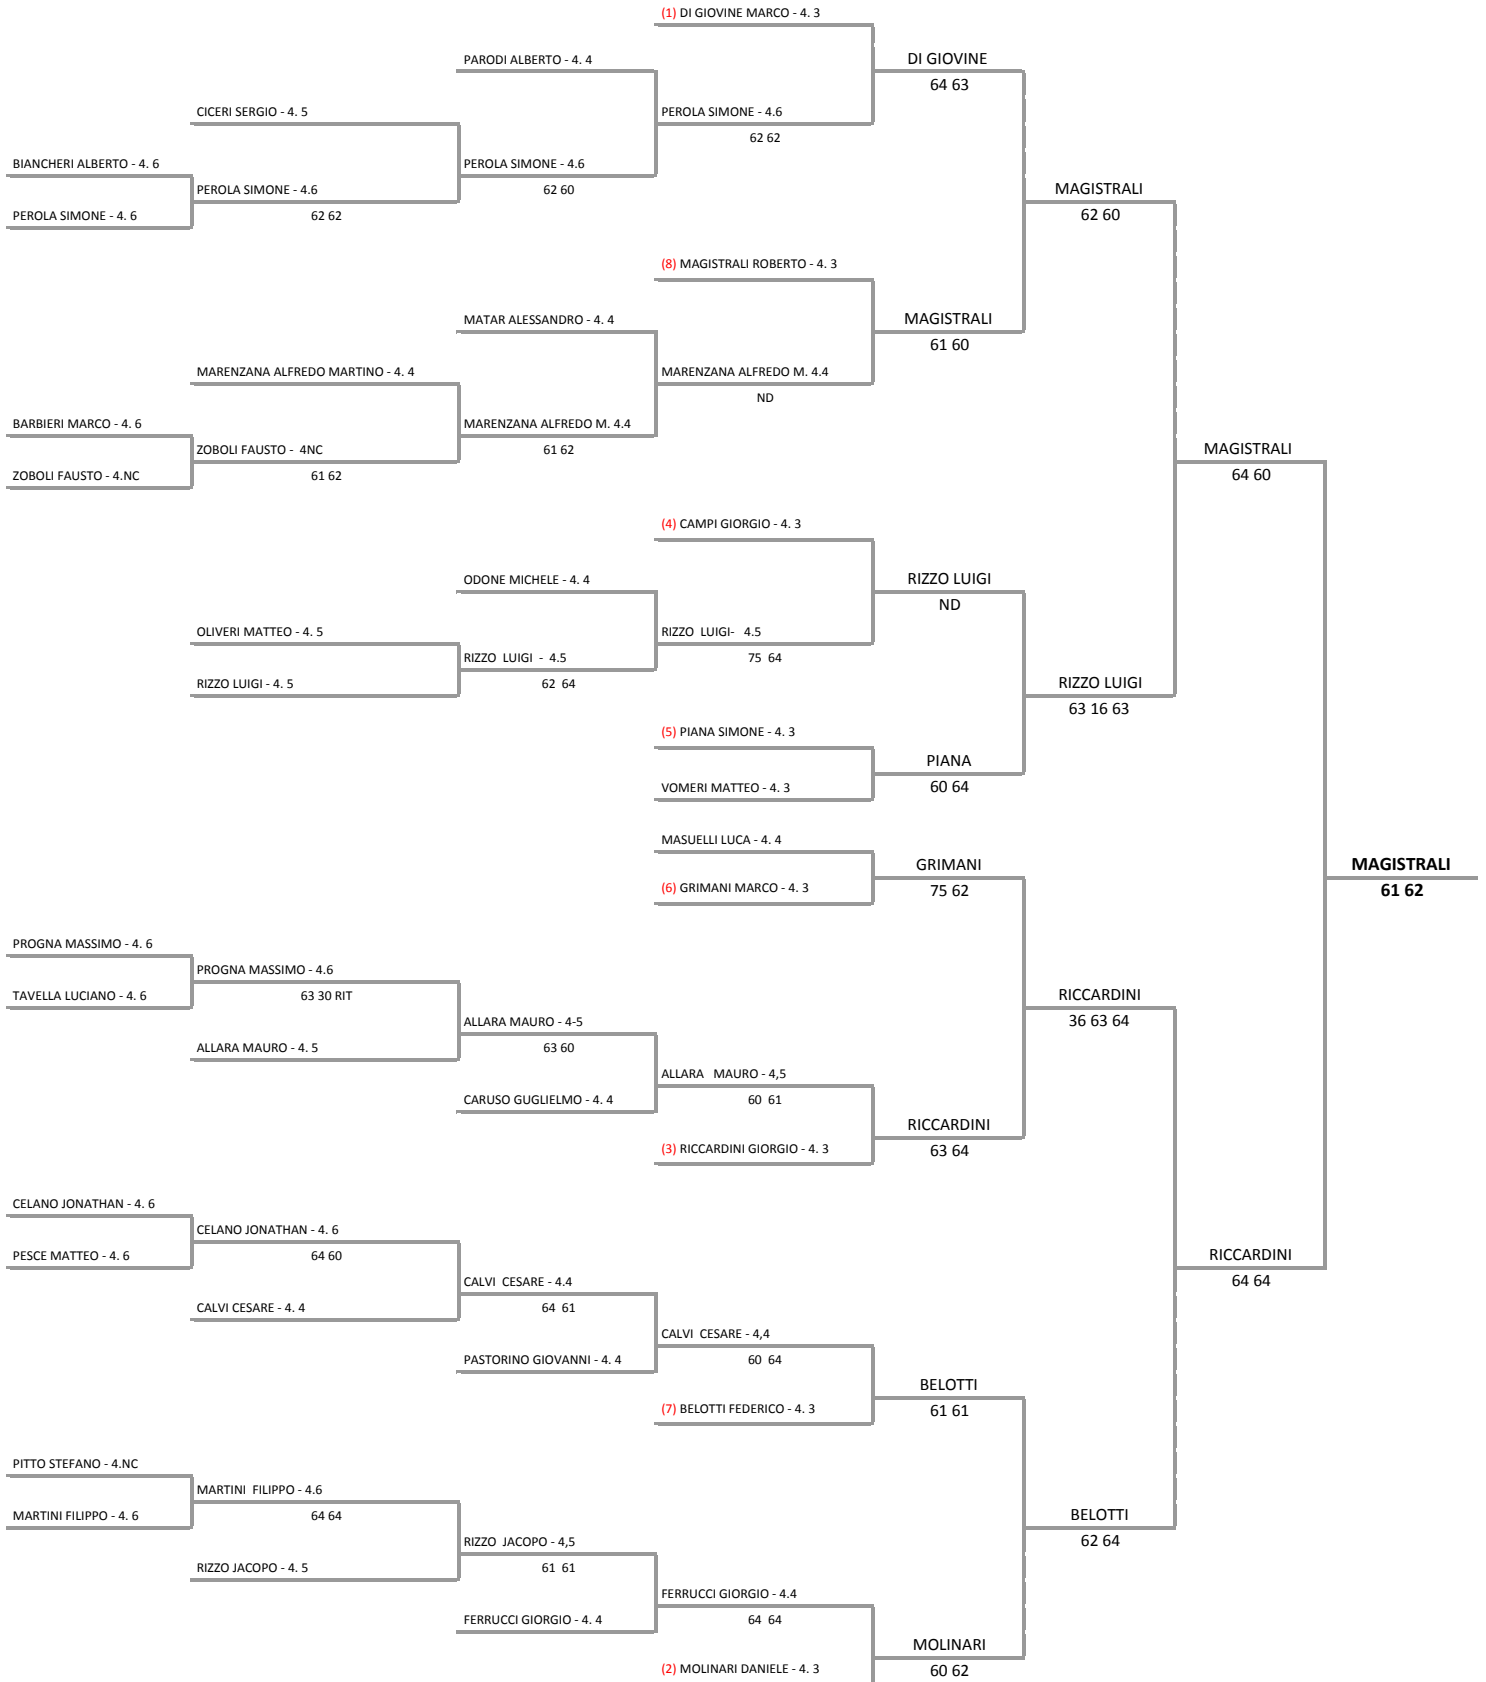 (1) DI GIOVINE MARCO - 4. 3
PARODI ALBERTO - 4. 4
DI GIOVINE
64 63
CICERI SERGIO - 4. 5
PEROLA SIMONE - 4.6
62 62
BIANCHERI ALBERTO - 4. 6
PEROLA SIMONE - 4.6
62 60
PEROLA SIMONE - 4.6
62 62
PEROLA SIMONE - 4. 6
MAGISTRALI
62 60
(8) MAGISTRALI ROBERTO - 4. 3
MATAR ALESSANDRO - 4. 4
MAGISTRALI
61 60
MARENZANA ALFREDO MARTINO - 4. 4
MARENZANA ALFREDO M. 4.4
ND
BARBIERI MARCO - 4. 6
MARENZANA ALFREDO M. 4.4
61 62
ZOBOLI FAUSTO - 4NC
61 62
ZOBOLI FAUSTO - 4.NC
MAGISTRALI
64 60
(4) CAMPI GIORGIO - 4. 3
ODONE MICHELE - 4. 4
RIZZO LUIGI
ND
OLIVERI MATTEO - 4. 5
RIZZO LUIGI- 4.5
75 64
RIZZO LUIGI - 4.5
62 64
RIZZO LUIGI - 4. 5
RIZZO LUIGI
63 16 63
(5) PIANA SIMONE - 4. 3
PIANA
60 64
VOMERI MATTEO - 4. 3
MASUELLI LUCA - 4. 4
GRIMANI
75 62
(6) GRIMANI MARCO - 4. 3
MAGISTRALI
61 62
PROGNA MASSIMO - 4. 6
PROGNA MASSIMO - 4.6
63 30 RIT
TAVELLA LUCIANO - 4. 6
RICCARDINI
36 63 64
ALLARA MAURO - 4-5
63 60
ALLARA MAURO - 4. 5
ALLARA MAURO - 4,5
60 61
CARUSO GUGLIELMO - 4. 4
RICCARDINI
63 64
(3) RICCARDINI GIORGIO - 4. 3
CELANO JONATHAN - 4. 6
CELANO JONATHAN - 4. 6
64 60
PESCE MATTEO - 4. 6
RICCARDINI
64 64
CALVI CESARE - 4.4
64 61
CALVI CESARE - 4. 4
CALVI CESARE - 4,4
60 64
PASTORINO GIOVANNI - 4. 4
BELOTTI
61 61
(7) BELOTTI FEDERICO - 4. 3
PITTO STEFANO - 4.NC
MARTINI FILIPPO - 4.6
64 64
MARTINI FILIPPO - 4. 6
BELOTTI
62 64
RIZZO JACOPO - 4,5
61 61
RIZZO JACOPO - 4. 5
FERRUCCI GIORGIO - 4.4
64 64
FERRUCCI GIORGIO - 4. 4
MOLINARI
60 62
(2) MOLINARI DANIELE - 4. 3